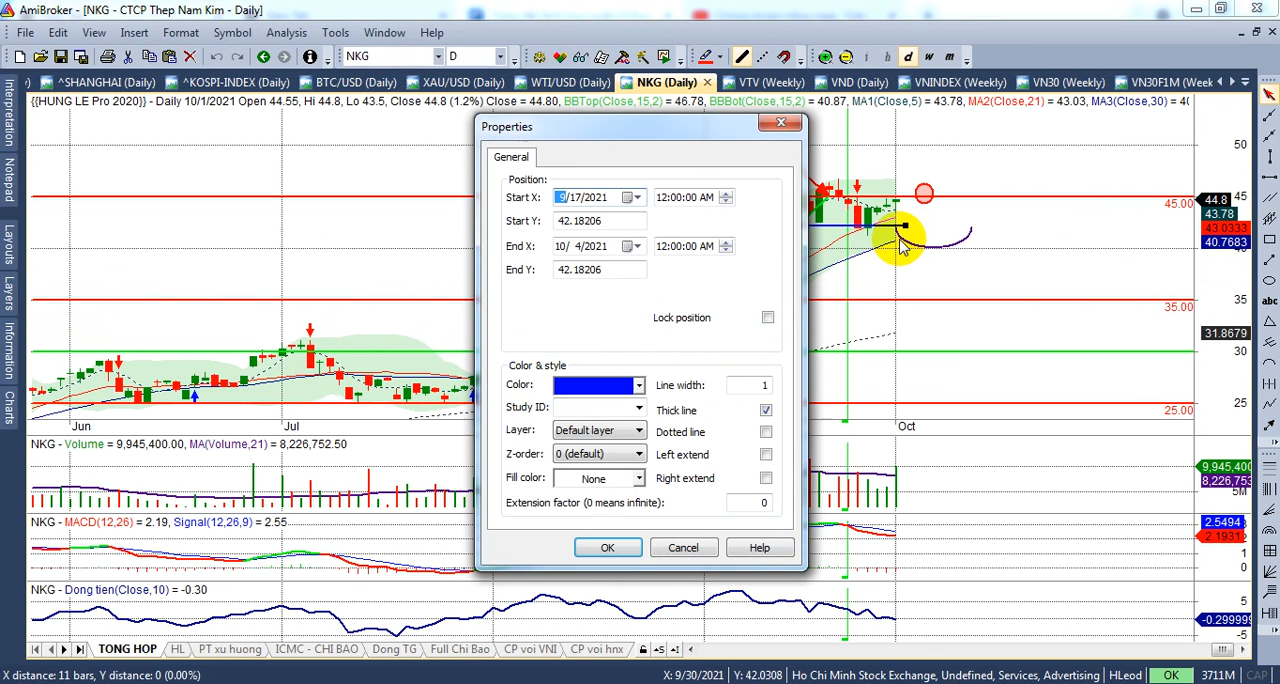 AmiBroker - [NKG - CTCP Thep Nam Kim - Daily]
File Edit View Insert Format Symbol Analysis Tools Window Help
NKG D i h d w m
^SHANGHAI (Daily) ^KOSPI-INDEX (Daily) BTC/USD (Daily) XAU/USD (Daily) WTI/USD (Daily) NKG (Daily) VTV (Weekly) VND (Daily) VNINDEX (Weekly) VN30 (Weekly) VN30F1M (Week
{{HUNG LE Pro 2020}} - Daily 10/1/2021 Open 44.55, Hi 44.8, Lo 43.5, Close 44.8 (1.2%) Close = 44.80, BBTop(Close,15,2) = 46.78, BBBot(Close,15,2) = 40.87, MA1(Close,5) = 43.78, MA2(Close,21) = 43.03, MA3(Close,30) = 40
Interpretation
Notepad
Layouts
Layers
Information
Charts
Properties
General
Position:
Start X: 9/17/2021 12:00:00 AM
Start Y: 42.18206
End X: 10/ 4/2021 12:00:00 AM
End Y: 42.18206
Lock position
Color & style
Color: Line width: 1
Study ID: Thick line
Layer: Default layer Dotted line
Z-order: 0 (default) Left extend
Fill color: None Right extend
Extension factor (0 means infinite): 0
OK Cancel Help
50
45
45.00
44.8
43.78
43.0333
40.7683
35
35.00
31.8679
30
25
25.00
abc
Jun Jul Oct
NKG - Volume = 9,945,400.00, MA(Volume,21) = 8,226,752.50
9,945,400
8,226,753
5M
NKG - MACD(12,26) = 2.19, Signal(12,26,9) = 2.55
2.5494
2.1931
1
0
NKG - Dong tien(Close,10) = -0.30
5
-0.299999
-5
TONG HOP HL PT xu huong ICMC - CHI BAO Dong TG Full Chi Bao CP voi VNI CP voi hnx
X distance: 11 bars, Y distance: 0 (0.00%) X: 9/30/2021 Y: 42.0308 Ho Chi Minh Stock Exchange, Undefined, Services, Advertising HLeod OK 3711M CAP